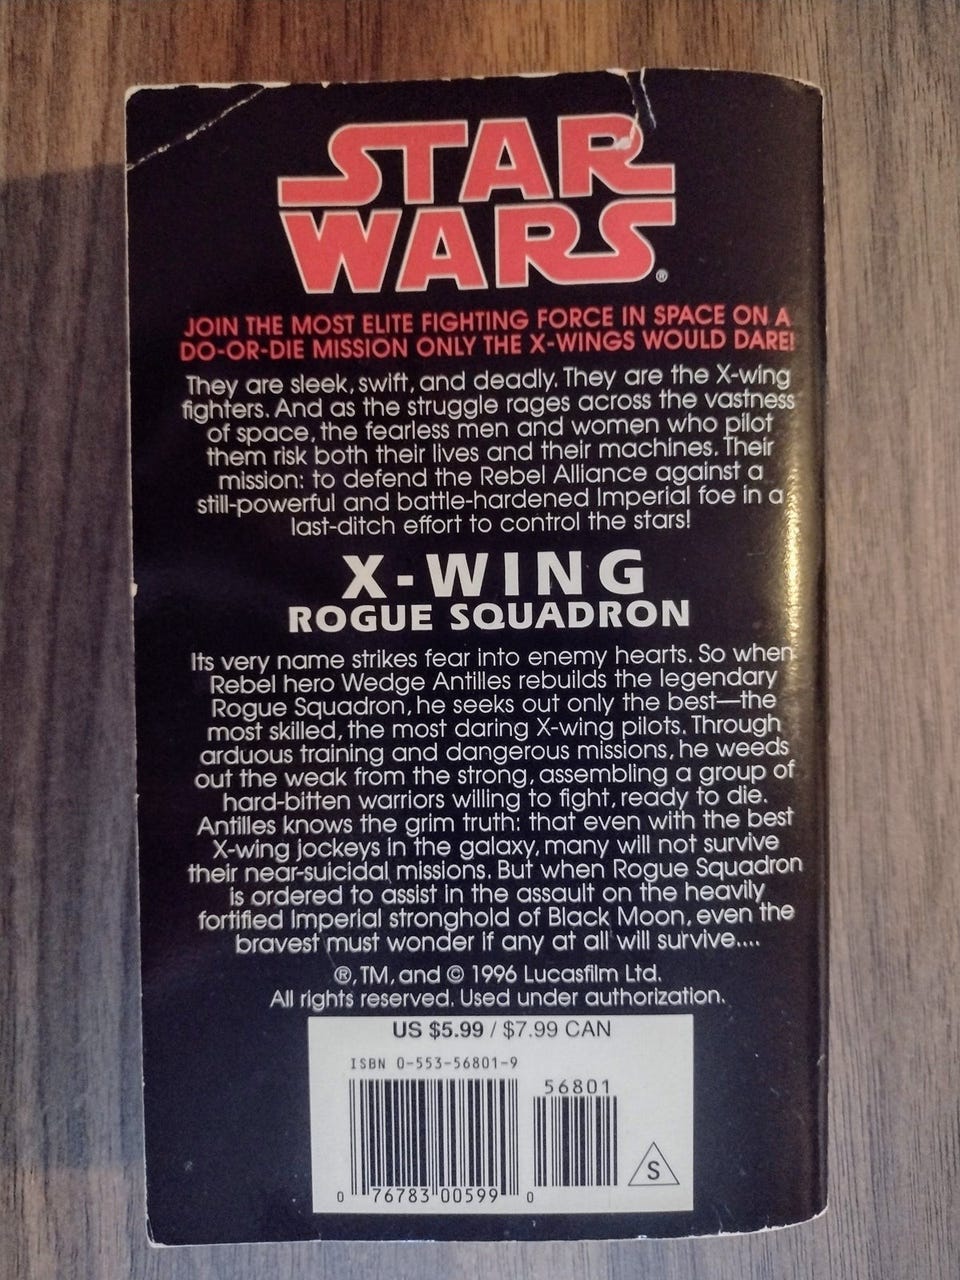 STAR
WARS®
JOIN THE MOST ELITE FIGHTING FORCE IN SPACE ON A
DO-OR-DIE MISSION ONLY THE X-WINGS WOULD DARE!
They are sleek, swift, and deadly. They are the X-wing
fighters. And as the struggle rages across the vastness
of space, the fearless men and women who pilot
them risk both their lives and their machines. Their
mission: to defend the Rebel Alliance against a
still-powerful and battle-hardened Imperial foe in a
last-ditch effort to control the stars!
X-WING
ROGUE SQUADRON
Its very name strikes fear into enemy hearts. So when
Rebel hero Wedge Antilles rebuilds the legendary
Rogue Squadron, he seeks out only the best—the
most skilled, the most daring X-wing pilots. Through
arduous training and dangerous missions, he weeds
out the weak from the strong, assembling a group of
hard-bitten warriors willing to fight, ready to die.
Antilles knows the grim truth: that even with the best
X-wing jockeys in the galaxy, many will not survive
their near-suicidal missions. But when Rogue Squadron
is ordered to assist in the assault on the heavily
fortified Imperial stronghold of Black Moon, even the
bravest must wonder if any at all will survive....
®, TM, and © 1996 Lucasfilm Ltd.
All rights reserved. Used under authorization.
US $5.99 / $7.99 CAN
ISBN 0-553-56801-9
56801
S
0 76783 00599 0